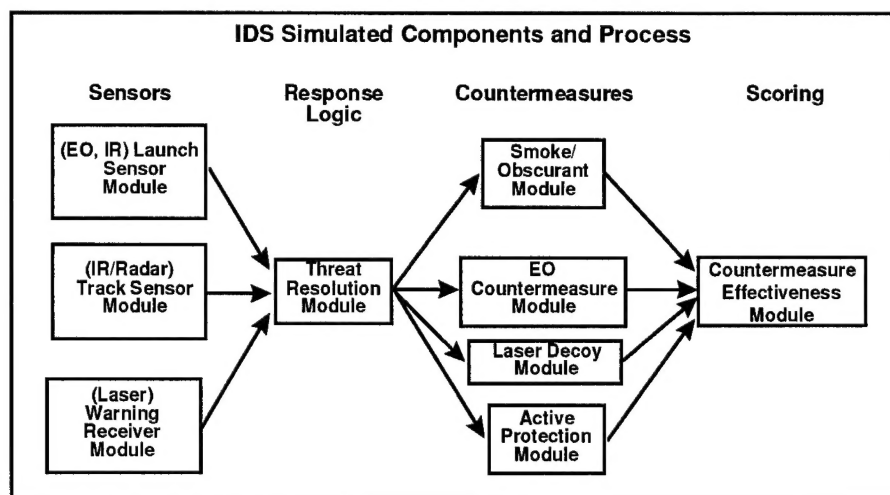 IDS Simulated Components and Process
Sensors
Response
Logic
Countermeasures
Scoring
(EO, IR) Launch
Sensor
Module
(IR/Radar)
Track Sensor
Module
(Laser)
Warning
Receiver
Module
Threat
Resolution
Module
Smoke/
Obscurant
Module
EO
Countermeasure
Module
Laser Decoy
Module
Active
Protection
Module
Countermeasure
Effectiveness
Module